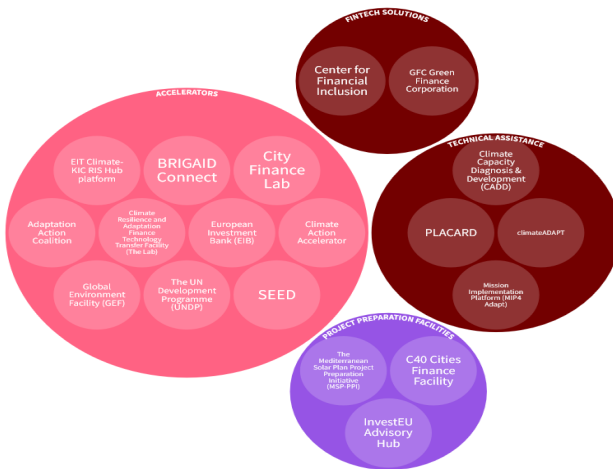 FINTECH SOLUTIONS
Center for
Financial
Inclusion
GFC Green
Finance
Corporation
ACCELERATORS
EIT Climate-
KIC RIS Hub
platform
BRIGAID
Connect
City
Finance
Lab
Adaptation
Action
Coalition
Climate
Resilience and
Adaptation
Finance
Technology
Transfer Facility
(The Lab)
European
Investment
Bank (EIB)
Climate
Action
Accelerator
Global
Environment
Facility (GEF)
The UN
Development
Programme
(UNDP)
SEED
TECHNICAL ASSISTANCE
Climate
Capacity
Diagnosis &
Development
(CADD)
PLACARD
climateADAPT
Mission
Implementation
Platform (MIP4
Adapt)
PROJECT PREPARATION FACILITIES
The
Mediterranean
Solar Plan Project
Preparation
Initiative
(MSP-PPI)
C40 Cities
Finance
Facility
InvestEU
Advisory
Hub